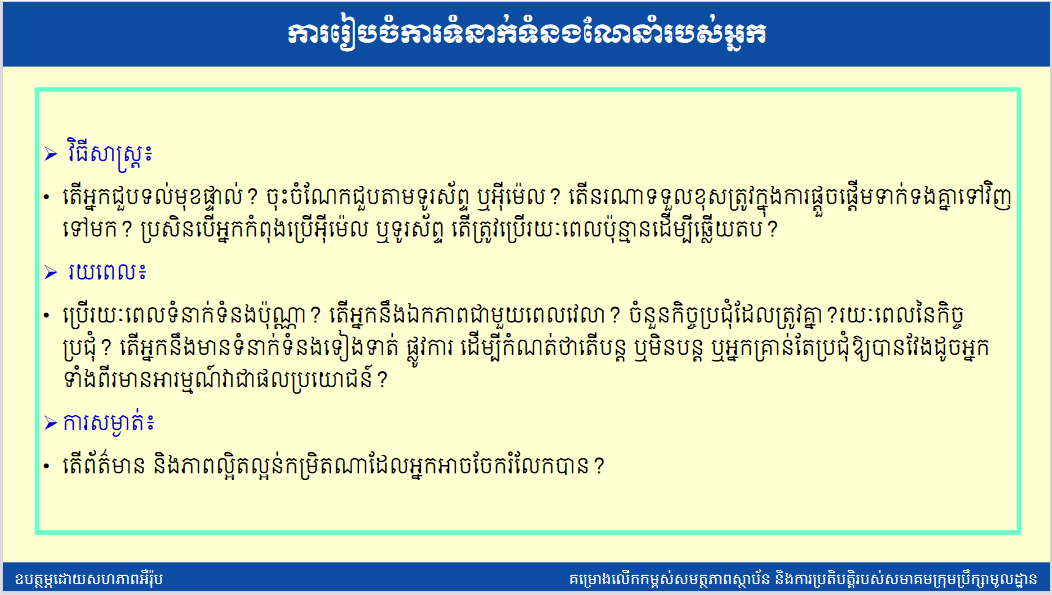 ការរៀបចំការទំនាក់ទំនងណែនាំរបស់អ្នក
➢ វិធីសាស្ត្រ៖
• តើអ្នកជួបទល់មុខផ្ទាល់? ចុះចំណែកជួបតាមទូរស័ព្ទ ឬអ៊ីម៉េល? តើនរណាទទួលខុសត្រូវក្នុងការផ្តួចផ្តើមទាក់ទងគ្នាទៅវិញ
ទៅមក? ប្រសិនបើអ្នកកំពុងប្រើអ៊ីម៉េល ឬទូរស័ព្ទ តើត្រូវប្រើរយៈពេលប៉ុន្មានដើម្បីឆ្លើយតប?
➢ រយពេល៖
• ប្រើរយៈពេលទំនាក់ទំនងប៉ុណ្ណា? តើអ្នកនឹងឯកភាពជាមួយពេលវេលា? ចំនួនកិច្ចប្រជុំដែលត្រូវគ្នា?រយៈពេលនៃកិច្ច
ប្រជុំ? តើអ្នកនឹងមានទំនាក់ទំនងទៀងទាត់ ផ្លូវការ ដើម្បីកំណត់ថាតើបន្ត ឬមិនបន្ត ឬអ្នកគ្រាន់តែប្រជុំឱ្យបានវែងដូចអ្នក
ទាំងពីរមានអារម្មណ៍វាជាផលប្រយោជន៍?
➢ ការសម្ងាត់៖
• តើព័ត៌មាន និងភាពល្អិតល្អន់កម្រិតណាដែលអ្នកអាចចែករំលែកបាន?
ឧបត្ថម្ភដោយសហភាពអឺរ៉ុប
គម្រោងលើកកម្ពស់សមត្ថភាពស្ថាប័ន និងការប្រតិបត្តិរបស់សមាគមក្រុមប្រឹក្សាមូលដ្ឋាន